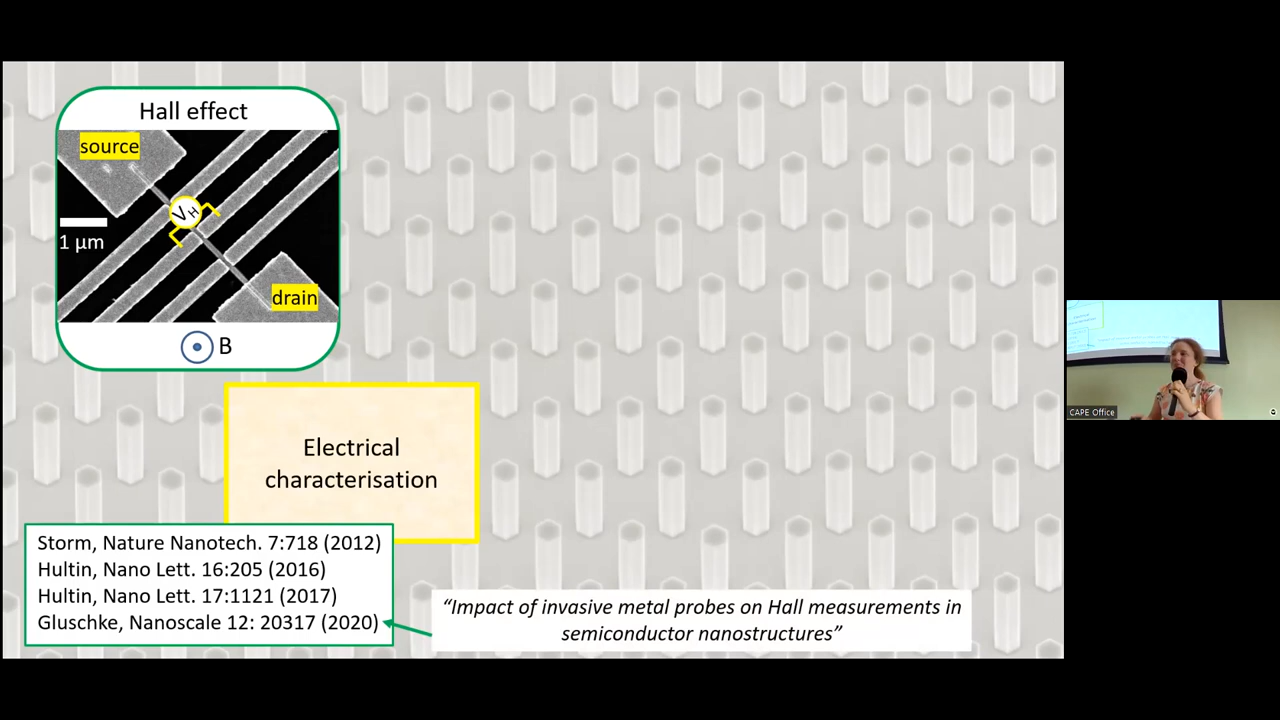 Hall effect
source
VH
1 µm
drain
B
Electrical
characterisation
Storm, Nature Nanotech. 7:718 (2012)
Hultin, Nano Lett. 16:205 (2016)
Hultin, Nano Lett. 17:1121 (2017)
Gluschke, Nanoscale 12: 20317 (2020)
“Impact of invasive metal probes on Hall measurements in
semiconductor nanostructures”
CAPE Office